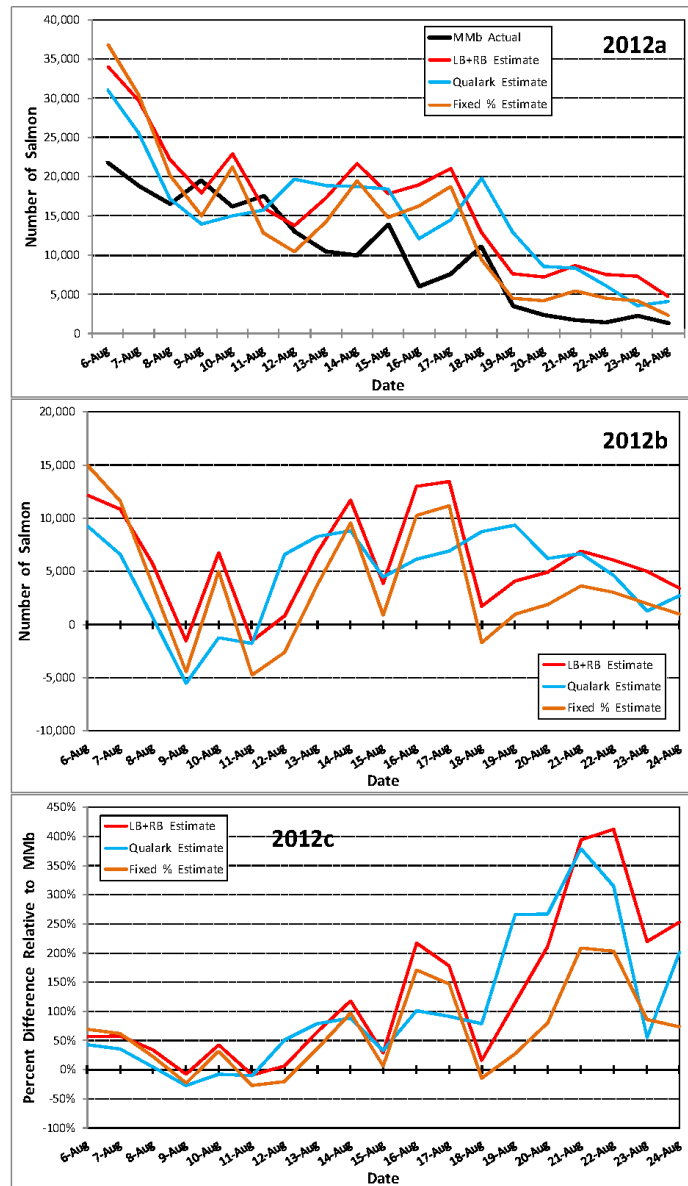 2012a
MMb Actual
LB+RB Estimate
Qualark Estimate
Fixed % Estimate
40,000
35,000
30,000
25,000
20,000
15,000
10,000
5,000
0
Number of Salmon
6-Aug
7-Aug
8-Aug
9-Aug
10-Aug
11-Aug
12-Aug
13-Aug
14-Aug
15-Aug
16-Aug
17-Aug
18-Aug
19-Aug
20-Aug
21-Aug
22-Aug
23-Aug
24-Aug
Date
2012b
20,000
15,000
10,000
5,000
0
-5,000
-10,000
Number of Salmon
LB+RB Estimate
Qualark Estimate
Fixed % Estimate
6-Aug
7-Aug
8-Aug
9-Aug
10-Aug
11-Aug
12-Aug
13-Aug
14-Aug
15-Aug
16-Aug
17-Aug
18-Aug
19-Aug
20-Aug
21-Aug
22-Aug
23-Aug
24-Aug
Date
2012c
LB+RB Estimate
Qualark Estimate
Fixed % Estimate
450%
400%
350%
300%
250%
200%
150%
100%
50%
0%
-50%
-100%
Percent Difference Relative to MMb
6-Aug
7-Aug
8-Aug
9-Aug
10-Aug
11-Aug
12-Aug
13-Aug
14-Aug
15-Aug
16-Aug
17-Aug
18-Aug
19-Aug
20-Aug
21-Aug
22-Aug
23-Aug
24-Aug
Date